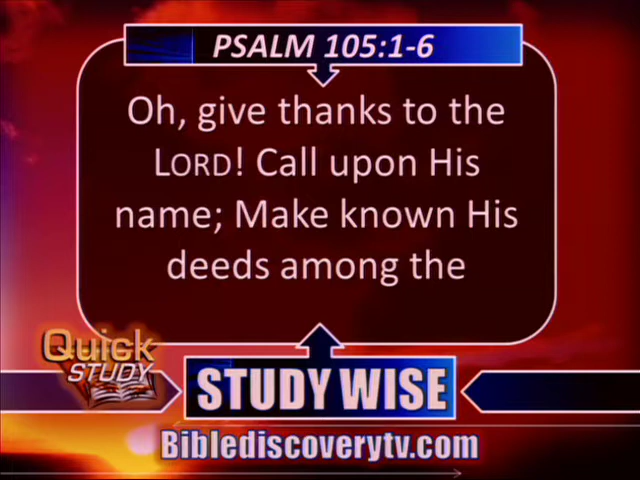 PSALM 105:1-6
Oh, give thanks to the
LORD! Call upon His
name; Make known His
deeds among the
Quick
STUDY
STUDY WISE
Biblediscoverytv.com